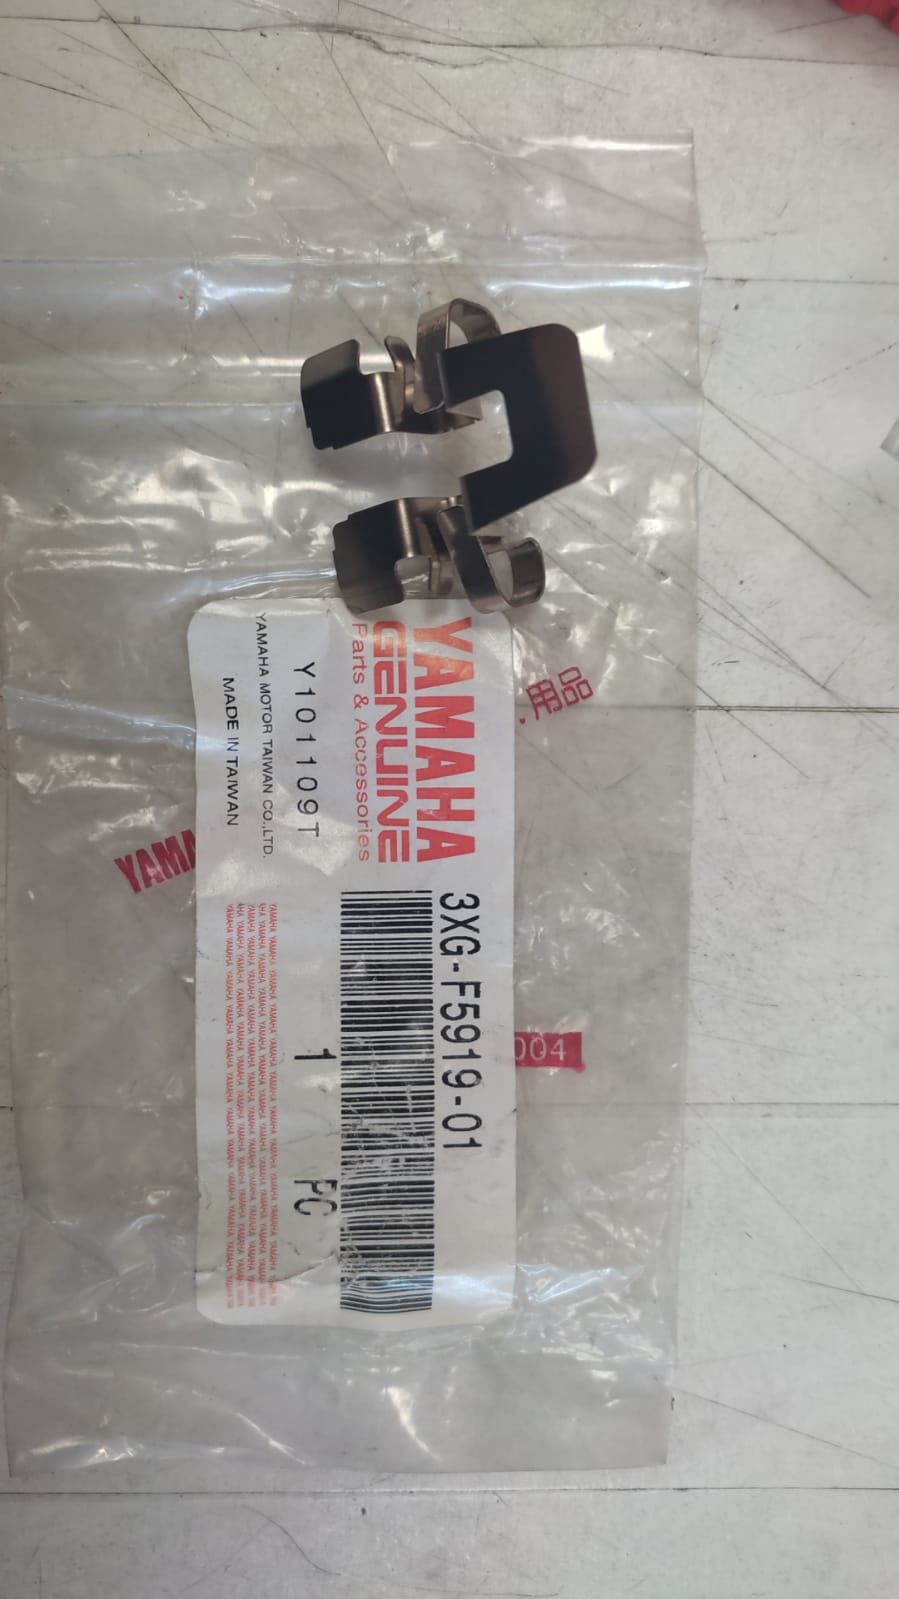 YAMAHA
GENUINE
Parts & Accessories
Y101109T
YAMAHA MOTOR TAIWAN CO.,LTD.
MADE IN TAIWAN
3XG-F5919-01
1 PC
用品
004